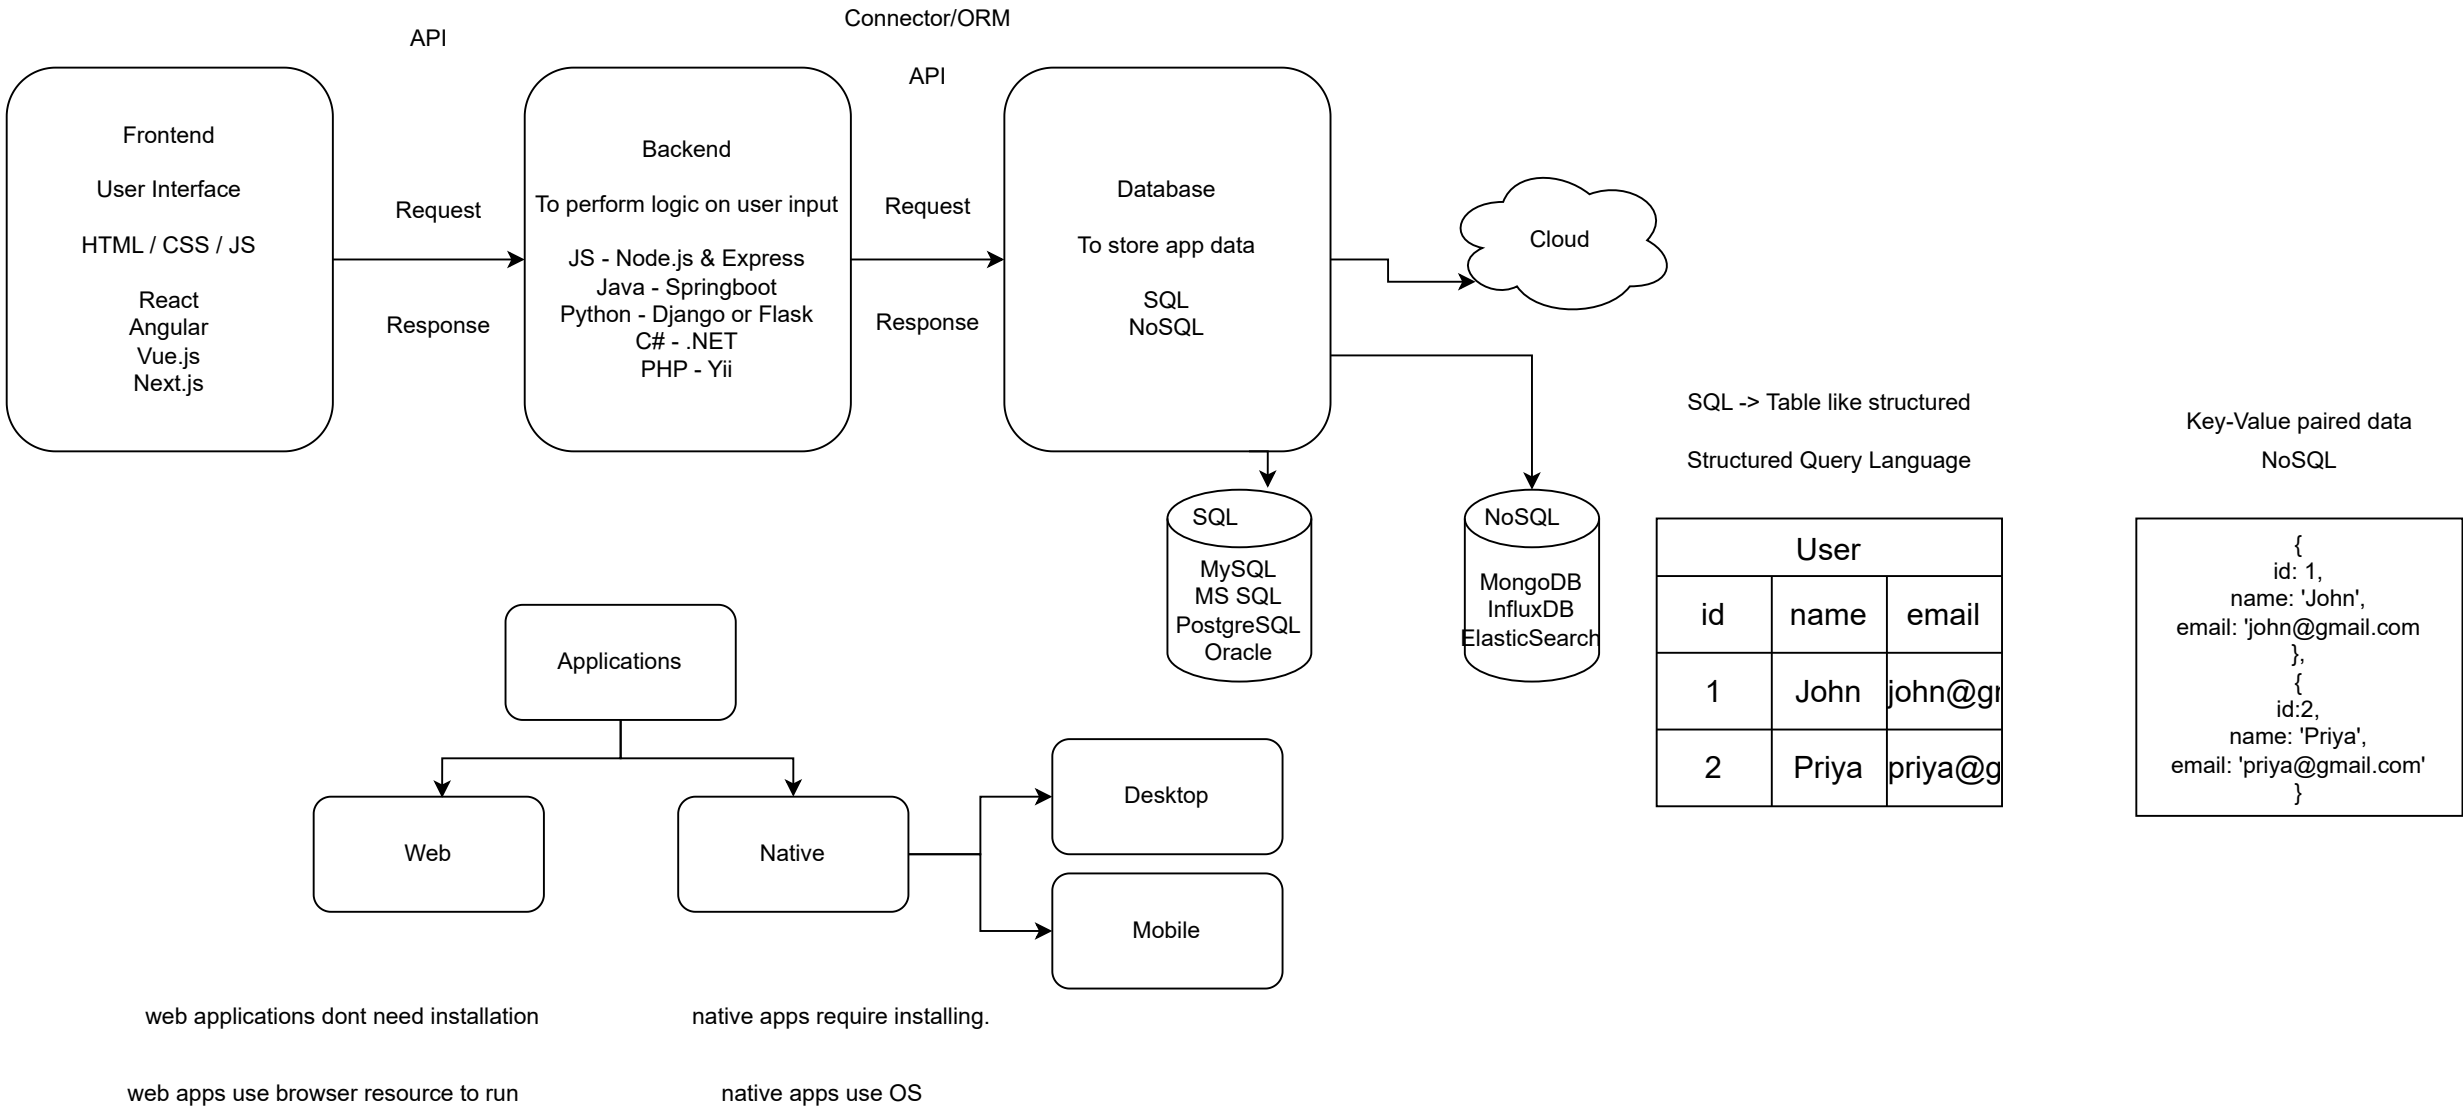 Connector/ORM
API
API
Frontend
User Interface
HTML / CSS / JS
React
Angular
Vue.js
Next.js
Request
Response
Backend
To perform logic on user input
JS - Node.js & Express
Java - Springboot
Python - Django or Flask
C# - .NET
PHP - Yii
Request
Response
Database
To store app data
SQL
NoSQL
Cloud
SQL
MySQL
MS SQL
PostgreSQL
Oracle
NoSQL
MongoDB
InfluxDB
ElasticSearch
SQL -> Table like structured
Structured Query Language
User
id name email
1 John john@gr
2 Priya priya@g
Key-Value paired data
NoSQL
{
id: 1,
name: 'John',
email: 'john@gmail.com
},
{
id:2,
name: 'Priya',
email: 'priya@gmail.com'
}
Applications
Web
Native
Desktop
Mobile
web applications dont need installation
native apps require installing.
web apps use browser resource to run
native apps use OS